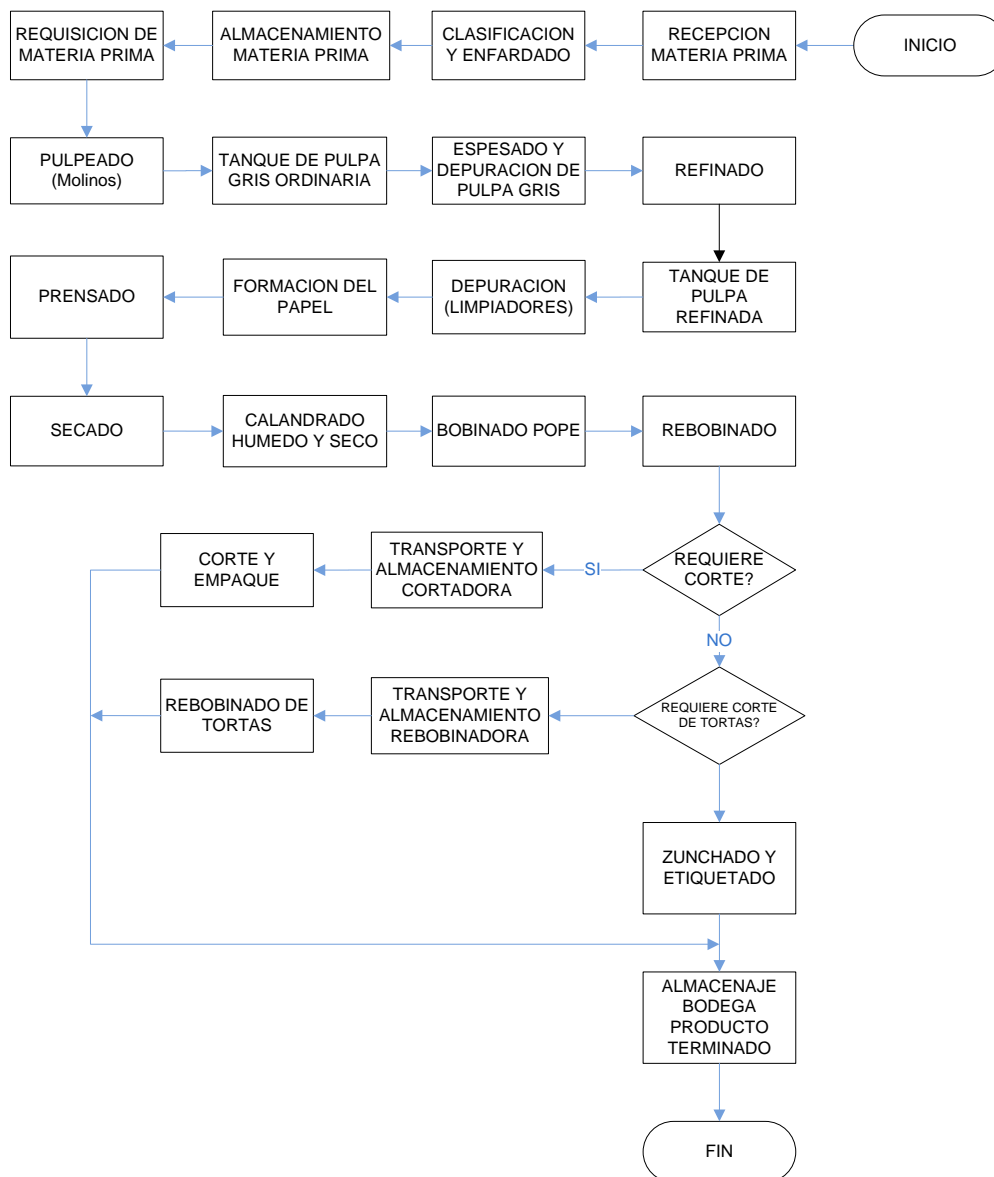 INICIO
RECEPCION
MATERIA PRIMA
CLASIFICACION
Y ENFARDADO
ALMACENAMIENTO
MATERIA PRIMA
REQUISICION DE
MATERIA PRIMA
PULPEADO
(Molinos)
TANQUE DE PULPA
GRIS ORDINARIA
ESPESADO Y
DEPURACION DE
PULPA GRIS
REFINADO
TANQUE DE
PULPA
REFINADA
DEPURACION
(LIMPIADORES)
FORMACION DEL
PAPEL
PRENSADO
SECADO
CALANDRADO
HUMEDO Y SECO
BOBINADO POPE
REBOBINADO
REQUIERE
CORTE?
SI
TRANSPORTE Y
ALMACENAMIENTO
CORTADORA
CORTE Y
EMPAQUE
NO
REQUIERE CORTE
DE TORTAS?
TRANSPORTE Y
ALMACENAMIENTO
REBOBINADORA
REBOBINADO DE
TORTAS
ZUNCHADO Y
ETIQUETADO
ALMACENAJE
BODEGA
PRODUCTO
TERMINADO
FIN